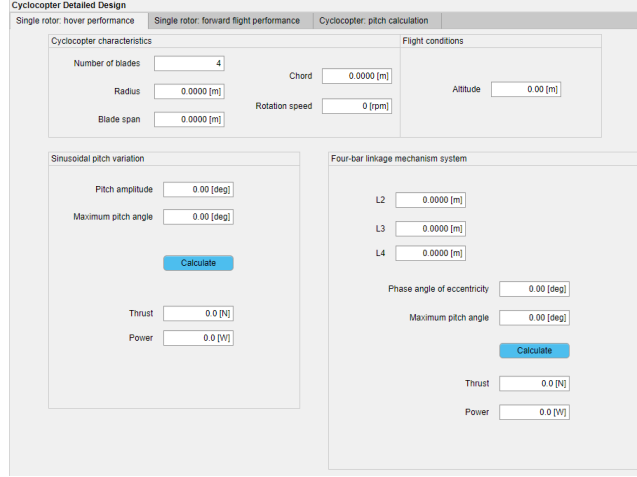 Cyclocopter Detailed Design
Single rotor: hover performance
Single rotor: forward flight performance
Cyclocopter: pitch calculation
Cyclocopter characteristics
Number of blades 4
Radius 0.0000 [m]
Blade span 0.0000 [m]
Chord 0.0000 [m]
Rotation speed 0 [rpm]
Flight conditions
Altitude 0.00 [m]
Sinusoidal pitch variation
Pitch amplitude 0.00 [deg]
Maximum pitch angle 0.00 [deg]
Calculate
Thrust 0.0 [N]
Power 0.0 [W]
Four-bar linkage mechanism system
L2 0.0000 [m]
L3 0.0000 [m]
L4 0.0000 [m]
Phase angle of eccentricity 0.00 [deg]
Maximum pitch angle 0.00 [deg]
Calculate
Thrust 0.0 [N]
Power 0.0 [W]